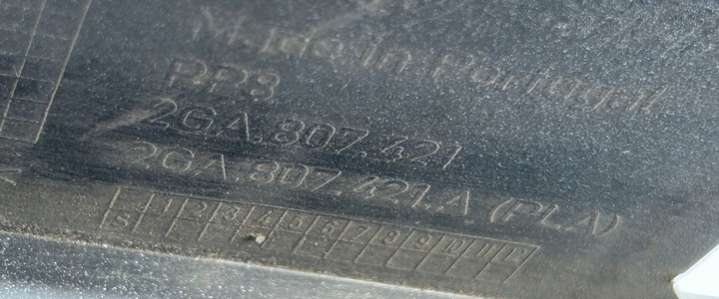 Made in Portugal
PP8
2GA.807.421
2GA.807.421.A (PLA)
1 2 3 4 5 6 7 8 9 10 11 12
S